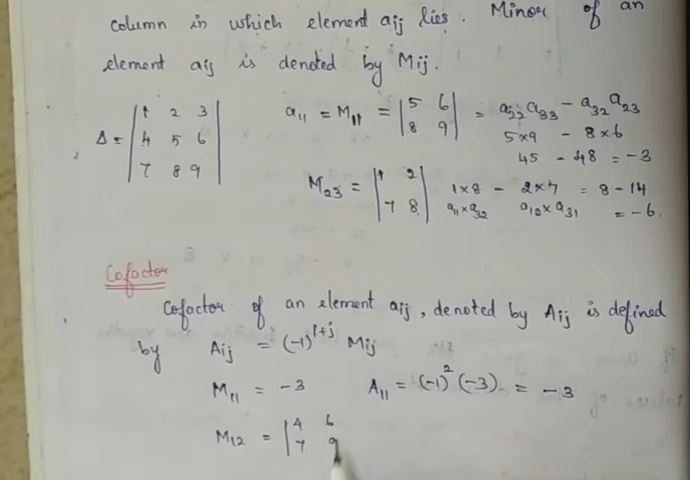 column in which element aij lies. Minor of an
element aij is denoted by Mij.
Δ = | 1 2 3 |
| 4 5 6 |
| 7 8 9 |
a11 = M11 = | 5 6 | = a22 a33 − a32 a23
| 8 9 | 5×9 − 8×6
45 − 48 = −3
M23 = | 1 2 | 1×8 − 2×7 = 8−14
| 7 8 | a11×a32 a12×a31 = −6.
Cofactor
Cofactor of an element aij, denoted by Aij is defined
by Aij = (−1)^i+j Mij
M11 = −3 A11 = (−1)^2 (−3) = −3
M12 = | 4 6
| 7 9